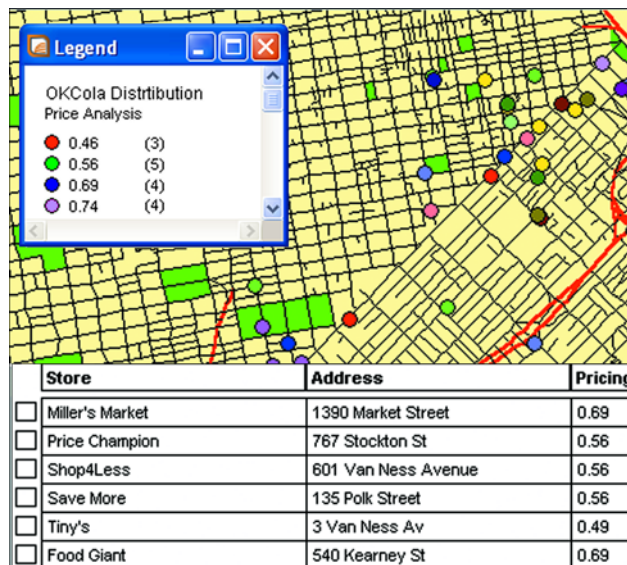 Legend
OKCola Distrtibution
Price Analysis
0.46 (3)
0.56 (5)
0.69 (4)
0.74 (4)
Store Address Pricing
Miller's Market 1390 Market Street 0.69
Price Champion 767 Stockton St 0.56
Shop4Less 601 Van Ness Avenue 0.56
Save More 135 Polk Street 0.56
Tiny's 3 Van Ness Av 0.49
Food Giant 540 Kearney St 0.69